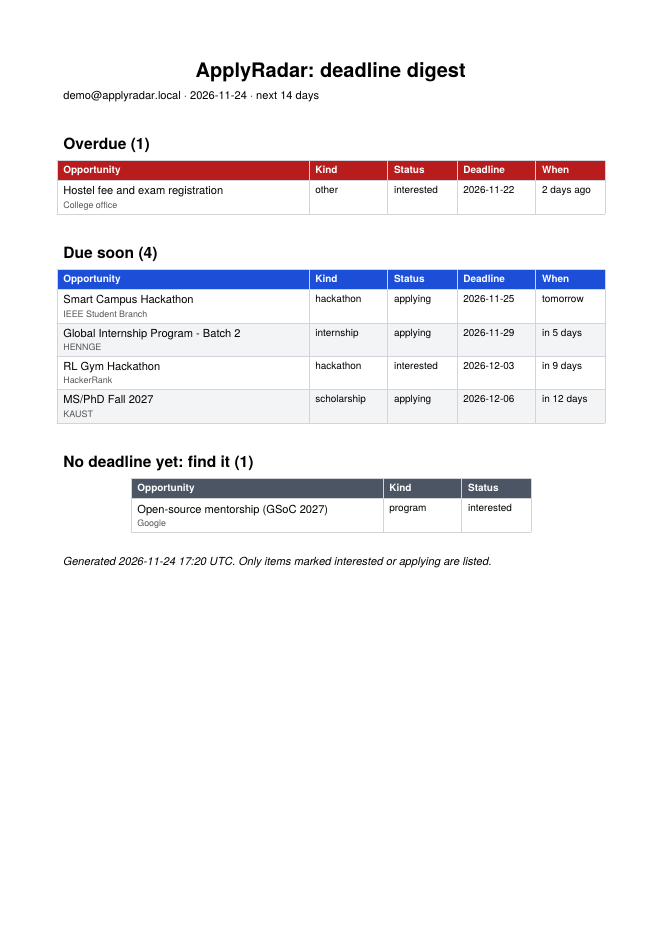 ApplyRadar: deadline digest
demo@applyradar.local · 2026-11-24 · next 14 days
Overdue (1)
Opportunity Kind Status Deadline When
Hostel fee and exam registration other interested 2026-11-22 2 days ago
College office
Due soon (4)
Opportunity Kind Status Deadline When
Smart Campus Hackathon hackathon applying 2026-11-25 tomorrow
IEEE Student Branch
Global Internship Program - Batch 2 internship applying 2026-11-29 in 5 days
HENNGE
RL Gym Hackathon hackathon interested 2026-12-03 in 9 days
HackerRank
MS/PhD Fall 2027 scholarship applying 2026-12-06 in 12 days
KAUST
No deadline yet: find it (1)
Opportunity Kind Status
Open-source mentorship (GSoC 2027) program interested
Google
Generated 2026-11-24 17:20 UTC. Only items marked interested or applying are listed.